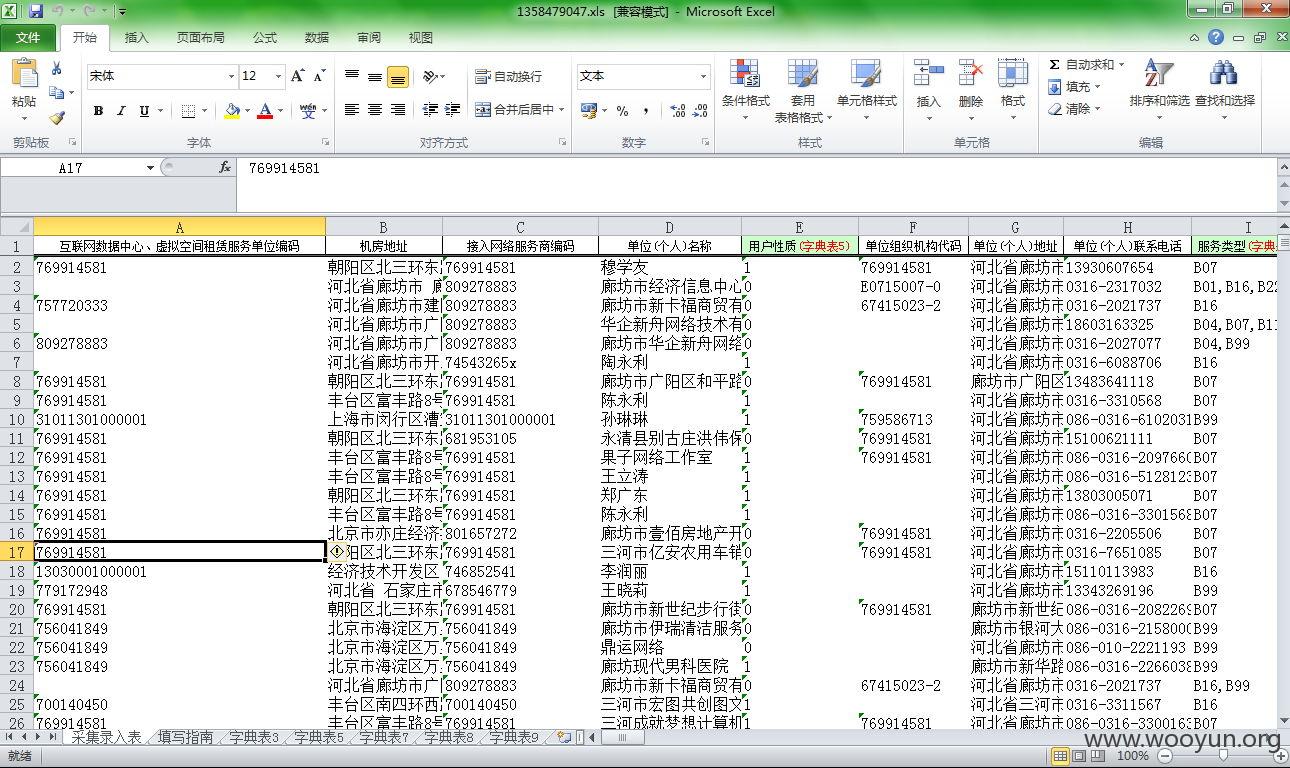 1358479047.xls [兼容模式] - Microsoft Excel
文件 开始 插入 页面布局 公式 数据 审阅 视图
宋体 12 自动换行 文本 Σ 自动求和
填充
粘贴 B I U 合并后居中 % , 条件格式 套用表格格式 单元格样式 插入 删除 格式 清除 排序和筛选 查找和选择
剪贴板 字体 对齐方式 数字 样式 单元格 编辑
A17 fx 769914581
A B C D E F G H I
1 互联网数据中心、虚拟空间租赁服务单位编码 机房地址 接入网络服务商编码 单位(个人)名称 用户性质(字典表5) 单位组织机构代码 单位(个人)地址 单位(个人)联系电话 服务类型(字典
2 769914581 朝阳区北三环东 769914581 穆学友 1 769914581 河北省廊坊市 13930607654 B07
3 河北省廊坊市 809278883 廊坊市经济信息中心 0 E0715007-0 河北省廊坊市 0316-2317032 B01,B16,B22
4 757720333 河北省廊坊市建 809278883 廊坊市新卡福商贸有 0 67415023-2 河北省廊坊市 0316-2021737 B16
5 河北省廊坊市广 809278883 华企新舟网络技术有 0 河北省廊坊市 18603163325 B04,B07,B11
6 809278883 河北省廊坊市广 809278883 廊坊市华企新舟网络 0 河北省廊坊市 0316-2027077 B04,B99
7 河北省廊坊市开 74543265x 陶永利 1 河北省廊坊市 0316-6088706 B16
8 769914581 朝阳区北三环东 769914581 廊坊市广阳区和平路 0 769914581 廊坊市广阳区 13483641118 B07
9 769914581 丰台区富丰路8号 769914581 陈永利 1 河北省廊坊市 0316-3310568 B07
10 31011301000001 上海市闵行区漕 31011301000001 孙琳琳 1 759586713 河北省廊坊市 086-0316-6102031 B99
11 769914581 朝阳区北三环东 681953105 永清县别古庄洪伟保 0 769914581 河北省廊坊市 15100621111 B07
12 769914581 丰台区富丰路8号 769914581 果子网络工作室 1 769914581 河北省廊坊市 086-0316-2097660 B07
13 769914581 丰台区富丰路8号 769914581 王立涛 1 河北省廊坊市 086-0316-5128123 B07
14 769914581 朝阳区北三环东 769914581 郑广东 1 河北省廊坊市 13803005071 B07
15 769914581 丰台区富丰路8号 769914581 陈永利 1 河北省廊坊市 086-0316-3301568 B07
16 769914581 北京市亦庄经济 801657272 廊坊市壹佰房地产开 0 769914581 河北省廊坊市 0316-2205506 B07
17 769914581 阳区北三环东 769914581 三河市亿安农用车销 0 769914581 河北省廊坊市 0316-7651085 B07
18 13030001000001 经济技术开发区 746852541 李润丽 1 河北省廊坊市 15110113983 B16
19 779172948 河北省 石家庄市 678546779 王晓莉 1 河北省廊坊市 13343269196 B99
20 769914581 朝阳区北三环东 769914581 廊坊市新世纪步行街 0 769914581 廊坊市新世纪 086-0316-2082269 B07
21 756041849 北京市海淀区万 756041849 廊坊市伊瑞清洁服务 0 廊坊市银河大 086-0316-2158000 B99
22 756041849 北京市海淀区万 756041849 鼎运网络 0 河北省廊坊市 086-010-2221193 B99
23 756041849 北京市海淀区万 756041849 廊坊现代男科医院 1 廊坊市新华路 086-0316-2266038 B99
24 河北省廊坊市广 809278883 廊坊市新卡福商贸有 0 67415023-2 河北省廊坊市 0316-2021737 B16,B99
25 700140450 丰台区南四环西 700140450 三河市宏图共创图文 0 河北省三河市 0316-3311567 B16
26 769914581 丰台区富丰路8号 769914581 三河成就梦想计算机 0 769914581 河北省廊坊市 086-0316-3300163 B07
采集录入表 填写指南 字典表3 字典表5 字典表7 字典表8 字典表9
www.wooyun.org
就绪 100%